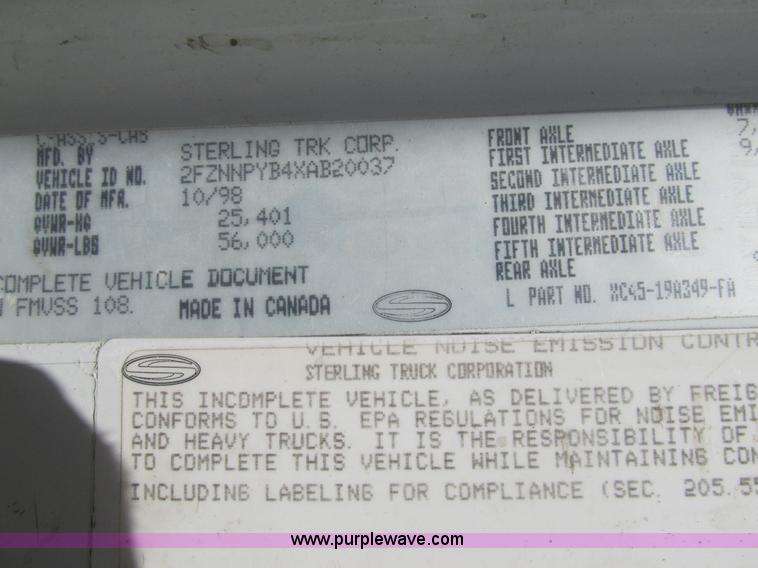 C-ASSIS-CAB
MFD. BY STERLING TRK CORP.
VEHICLE ID NO. 2FZNNPYB4XAB20037
DATE OF MFR. 10/98
GVWR-KG 25,401
GVWR-LBS 56,000
COMPLETE VEHICLE DOCUMENT
FMVSS 108. MADE IN CANADA
FRONT AXLE 7,
FIRST INTERMEDIATE AXLE 9,
SECOND INTERMEDIATE AXLE
THIRD INTERMEDIATE AXLE
FOURTH INTERMEDIATE AXLE
FIFTH INTERMEDIATE AXLE
REAR AXLE
L PART NO. XC45-19A349-FA
VEHICLE NOISE EMISSION CONTR
STERLING TRUCK CORPORATION
THIS INCOMPLETE VEHICLE, AS DELIVERED BY FREIG
CONFORMS TO U.S. EPA REGULATIONS FOR NOISE EMI
AND HEAVY TRUCKS. IT IS THE RESPONSIBILITY OF
TO COMPLETE THIS VEHICLE WHILE MAINTAINING CON
INCLUDING LABELING FOR COMPLIANCE (SEC. 205.55
www.purplewave.com